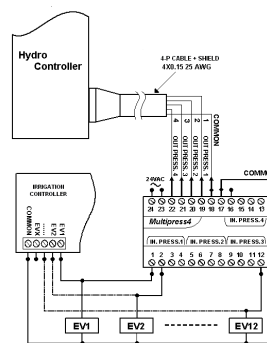 Hydro
Controller
4-P CABLE + SHIELD
4X0.15 25 AWG
COMMON
1 OUT PRESS. 1
2 OUT PRESS. 2
3 OUT PRESS. 3
4 OUT PRESS. 4
24VAC
COMMO
24 23 22 21 20 19 18 17 16 15 14 13
Multipress4
IN. PRESS.4
IN. PRESS.1 IN. PRESS.2 IN. PRESS.3
1 2 3 4 5 6 7 8 9 10 11 12
IRRIGATION
CONTROLLER
COMMON
EVX
......
EV2
EV1
EV1 EV2 EV12